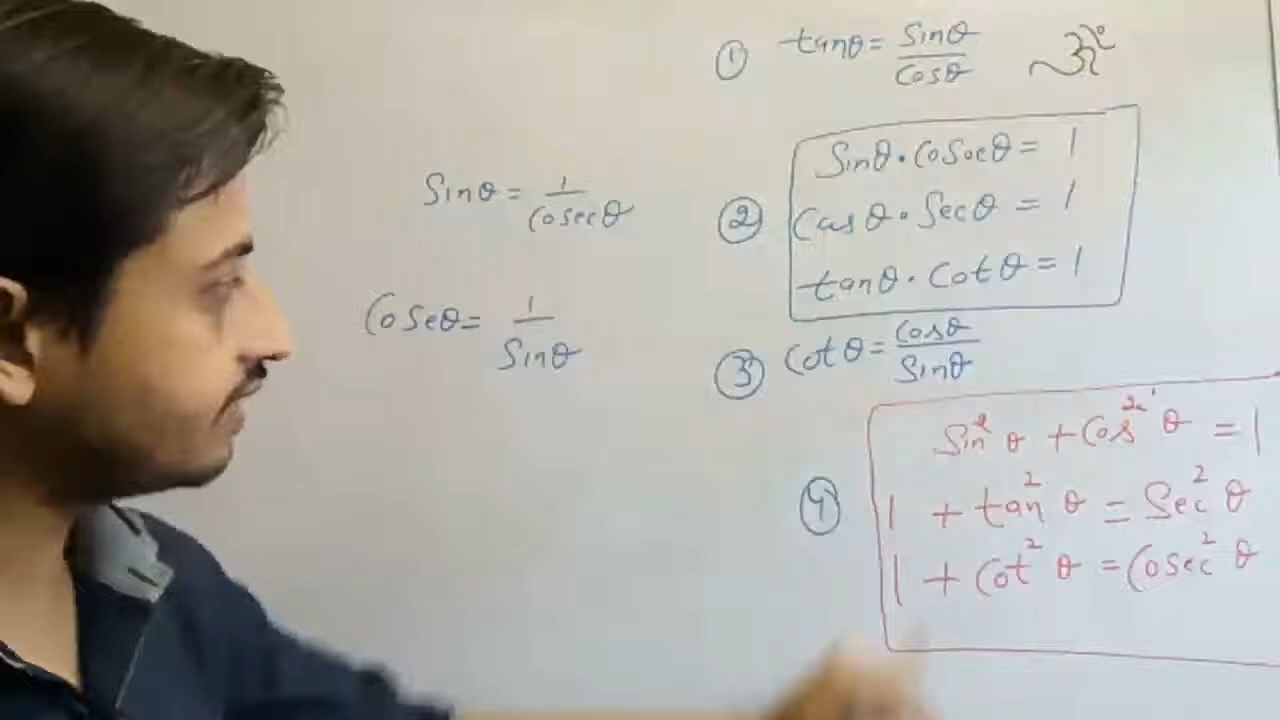 ① tanθ = sinθ/cosθ
sinθ = 1/cosecθ
coseθ = 1/sinθ
② sinθ · cosecθ = 1
cosθ · secθ = 1
tanθ · cotθ = 1
③ cotθ = cosθ/sinθ
④ sin²θ + cos²θ = 1
1 + tan²θ = sec²θ
1 + cot²θ = cosec²θ